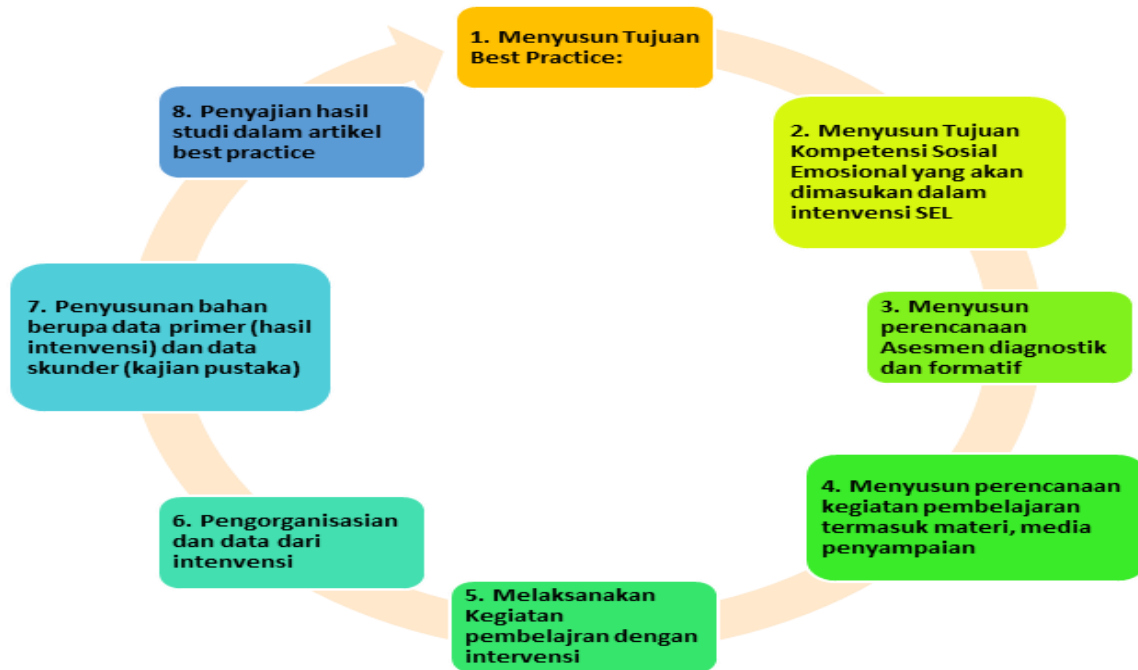 1. Menyusun Tujuan
Best Practice:
2. Menyusun Tujuan
Kompetensi Sosial
Emosional yang akan
dimasukan dalam
intenvensi SEL
3. Menyusun
perencanaan
Asesmen diagnostik
dan formatif
4. Menyusun perencanaan
kegiatan pembelajaran
termasuk materi, media
penyampaian
5. Melaksanakan
Kegiatan
pembelajran dengan
intervensi
6. Pengorganisasian
dan data dari
intenvensi
7. Penyusunan bahan
berupa data primer (hasil
intenvensi) dan data
skunder (kajian pustaka)
8. Penyajian hasil
studi dalam artikel
best practice